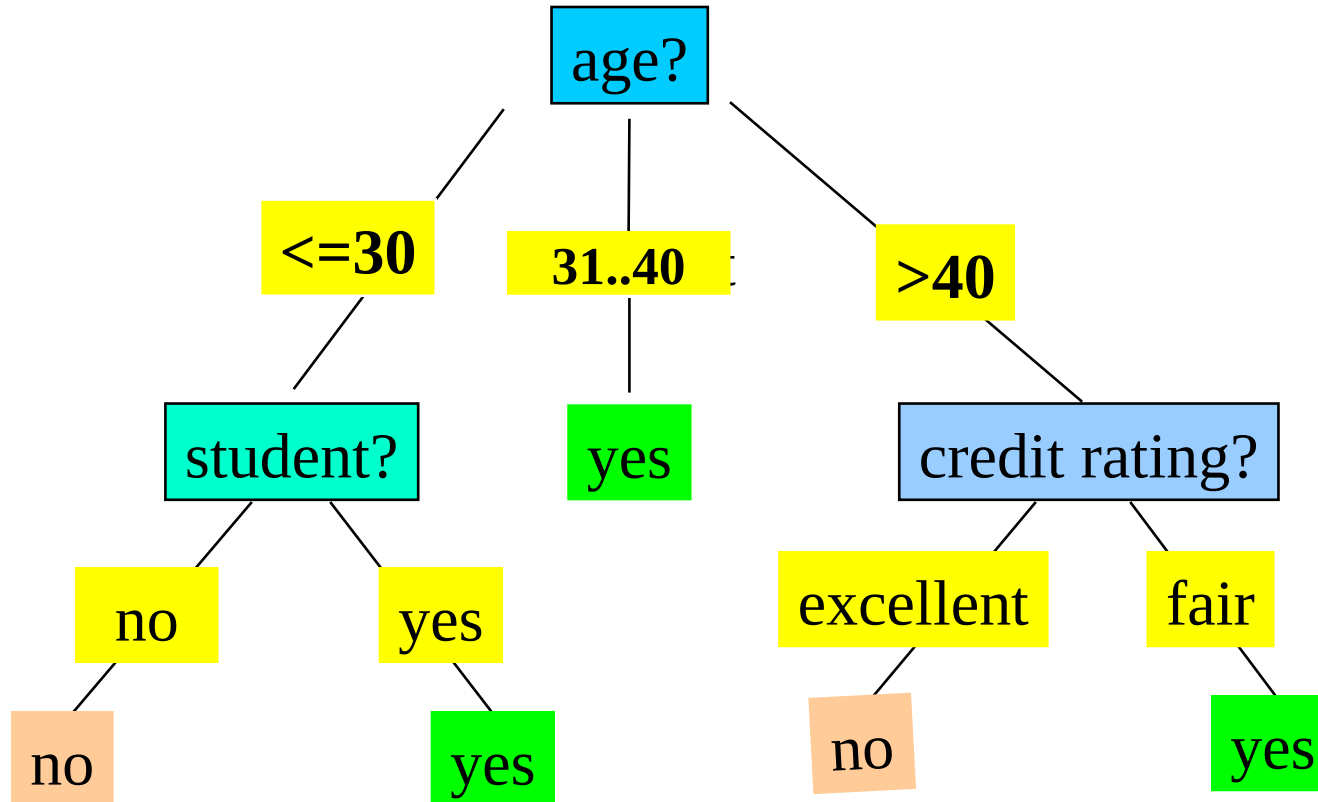 age?
<=30
31..40
>40
student?
yes
credit rating?
no
yes
excellent
fair
no
yes
no
yes